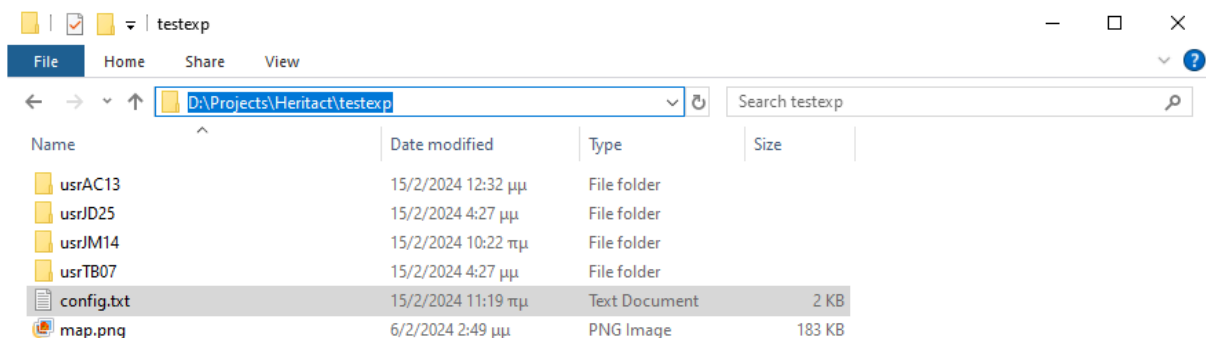 testexp
File Home Share View
D:\Projects\Heritact\testexp Search testexp
Name Date modified Type Size
usrAC13 15/2/2024 12:32 μμ File folder
usrJD25 15/2/2024 4:27 μμ File folder
usrJM14 15/2/2024 10:22 πμ File folder
usrTB07 15/2/2024 4:27 μμ File folder
config.txt 15/2/2024 11:19 πμ Text Document 2 KB
map.png 6/2/2024 2:49 μμ PNG Image 183 KB